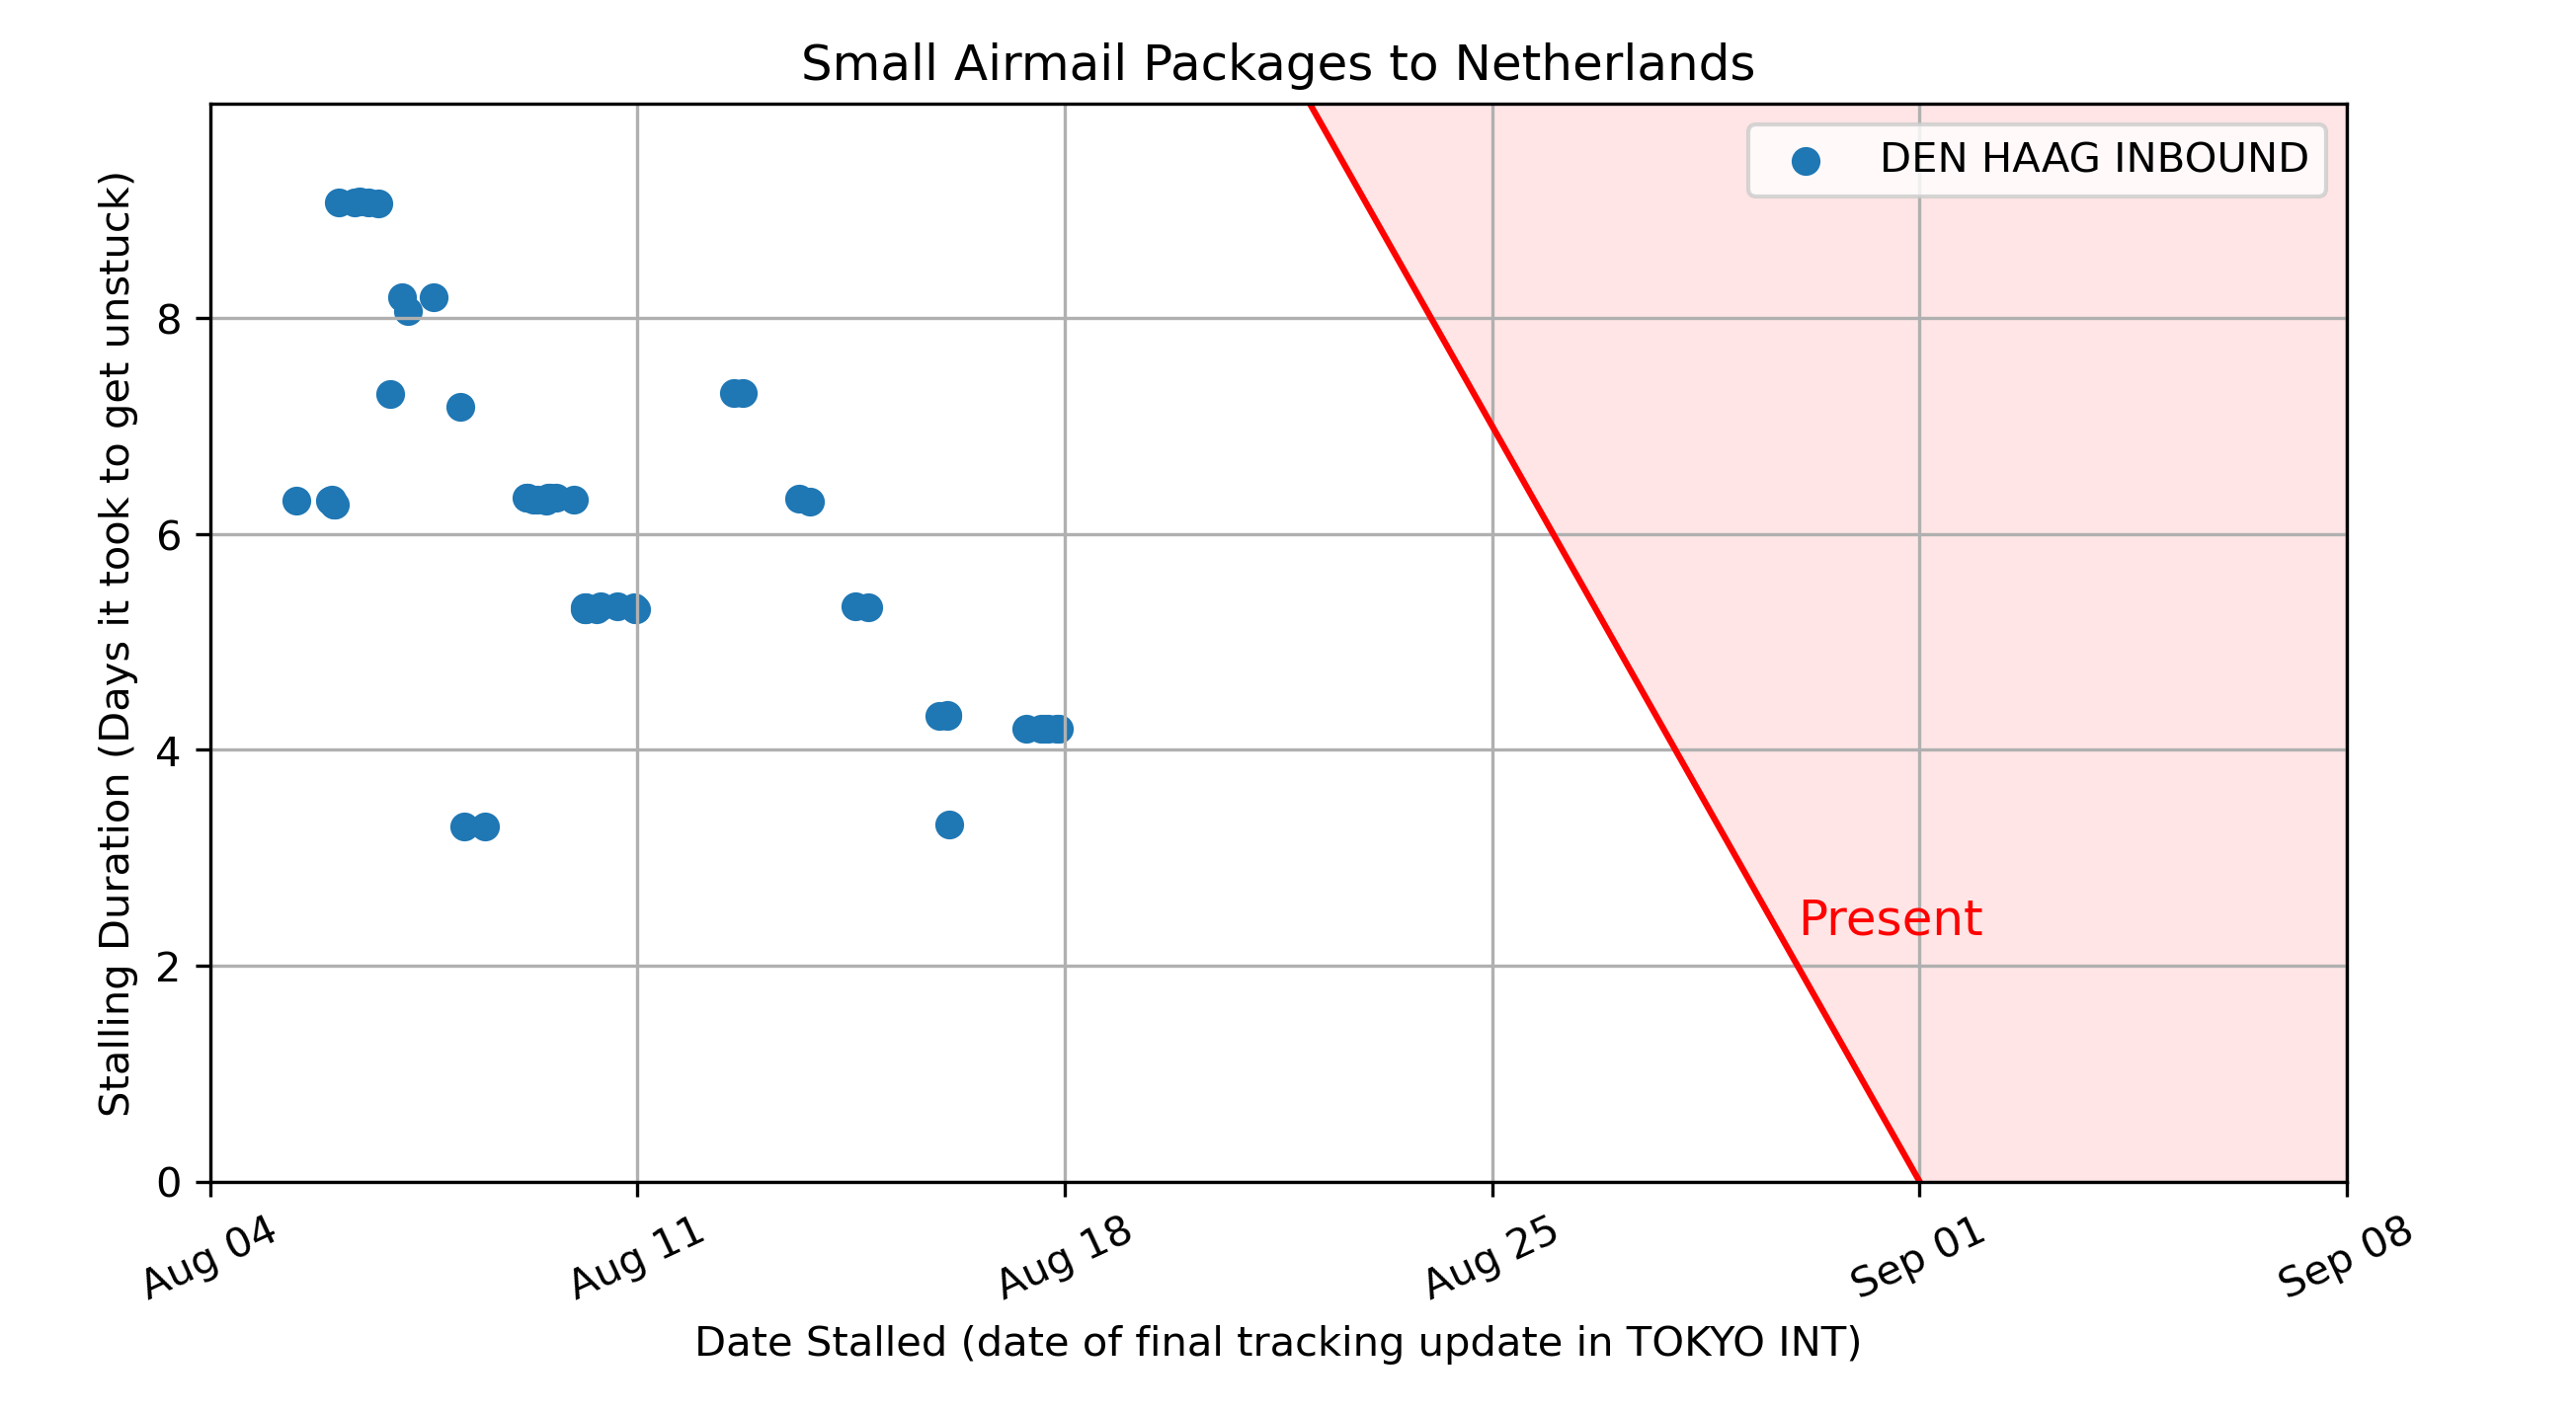 Small Airmail Packages to Netherlands
DEN HAAG INBOUND
Stalling Duration (Days it took to get unstuck)
8
6
4
2
0
Present
Aug 04
Aug 11
Aug 18
Aug 25
Sep 01
Sep 08
Date Stalled (date of final tracking update in TOKYO INT)